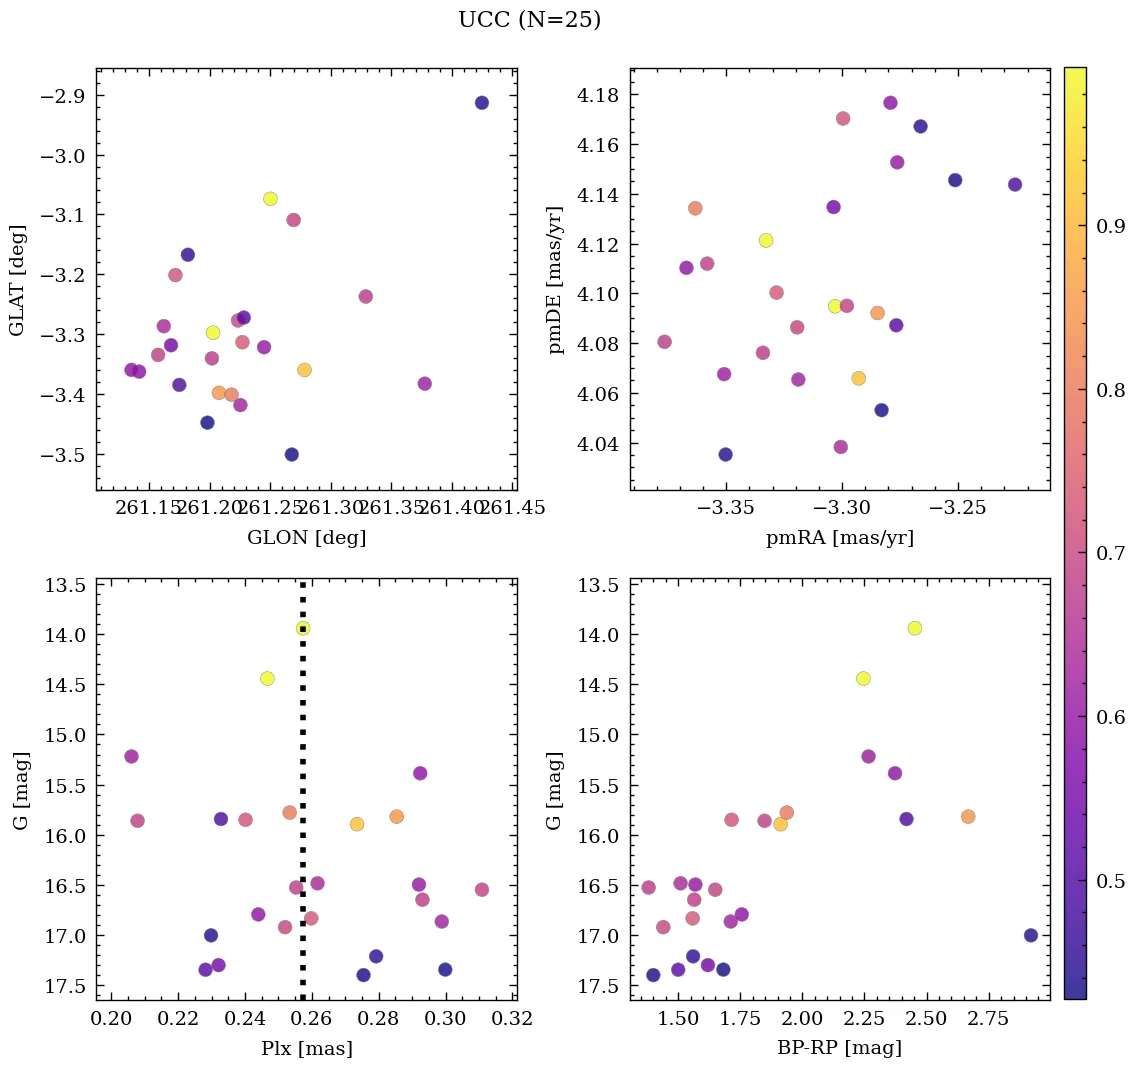 UCC (N=25)
−2.9
−3.0
−3.1
−3.2
−3.3
−3.4
−3.5
GLAT [deg]
261.15 261.20 261.25 261.30 261.35 261.40 261.45
GLON [deg]
4.18
4.16
4.14
4.12
4.10
4.08
4.06
4.04
pmDE [mas/yr]
−3.35 −3.30 −3.25
pmRA [mas/yr]
13.5
14.0
14.5
15.0
15.5
16.0
16.5
17.0
17.5
G [mag]
0.20 0.22 0.24 0.26 0.28 0.30 0.32
Plx [mas]
13.5
14.0
14.5
15.0
15.5
16.0
16.5
17.0
17.5
G [mag]
1.50 1.75 2.00 2.25 2.50 2.75
BP-RP [mag]
0.9
0.8
0.7
0.6
0.5